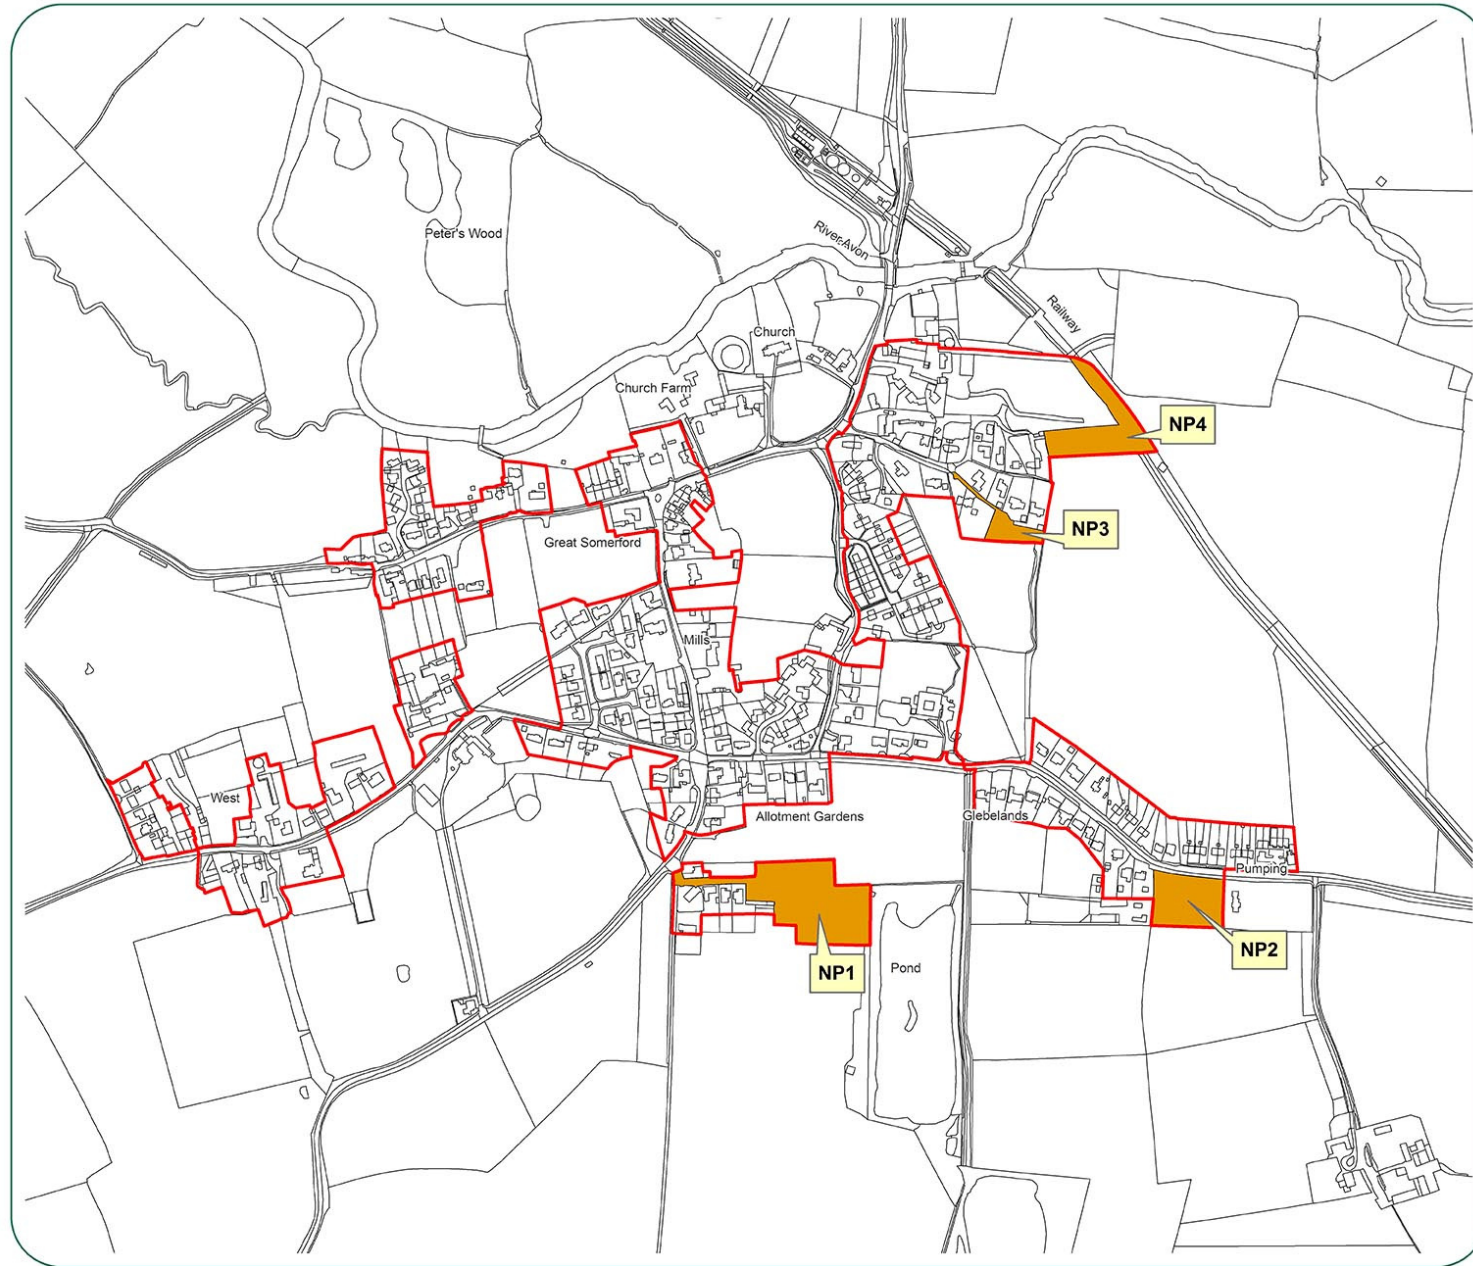 Peter's Wood
River Avon
Railway
Church
Church Farm
NP4
NP3
Great Somerford
Mills
West
Allotment Gardens
Glebelands
Pumping
NP2
NP1
Pond